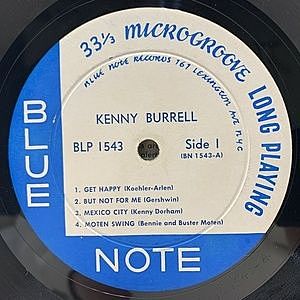 33⅓ MICROGROOVE LONG PLAYING
BLUE NOTE RECORDS 767 LEXINGTON AVE NYC
KENNY BURRELL
BLP 1543
Side 1
(BN 1543-A)
1. GET HAPPY (Koehler-Arlen)
2. BUT NOT FOR ME (Gershwin)
3. MEXICO CITY (Kenny Dorham)
4. MOTEN SWING (Bennie and Buster Moten)
BLUE
NOTE